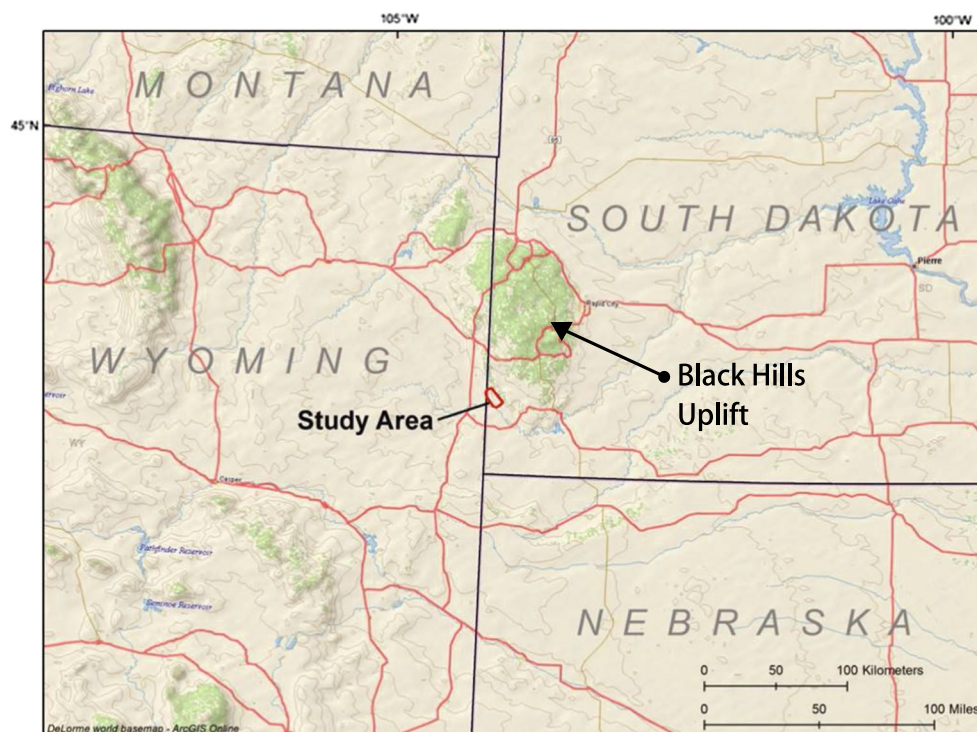 105°W
100°W
Bighorn Lake
MONTANA
45°N
SOUTH DAKOTA
Lake Oahe
Pierre
SD
Rapid City
WYOMING
Black Hills
Uplift
Study Area
WY
Casper
Pathfinder Reservoir
Seminoe Reservoir
NEBRASKA
0 50 100 Kilometers
0 50 100 Miles
DeLorme world basemap - ArcGIS Online